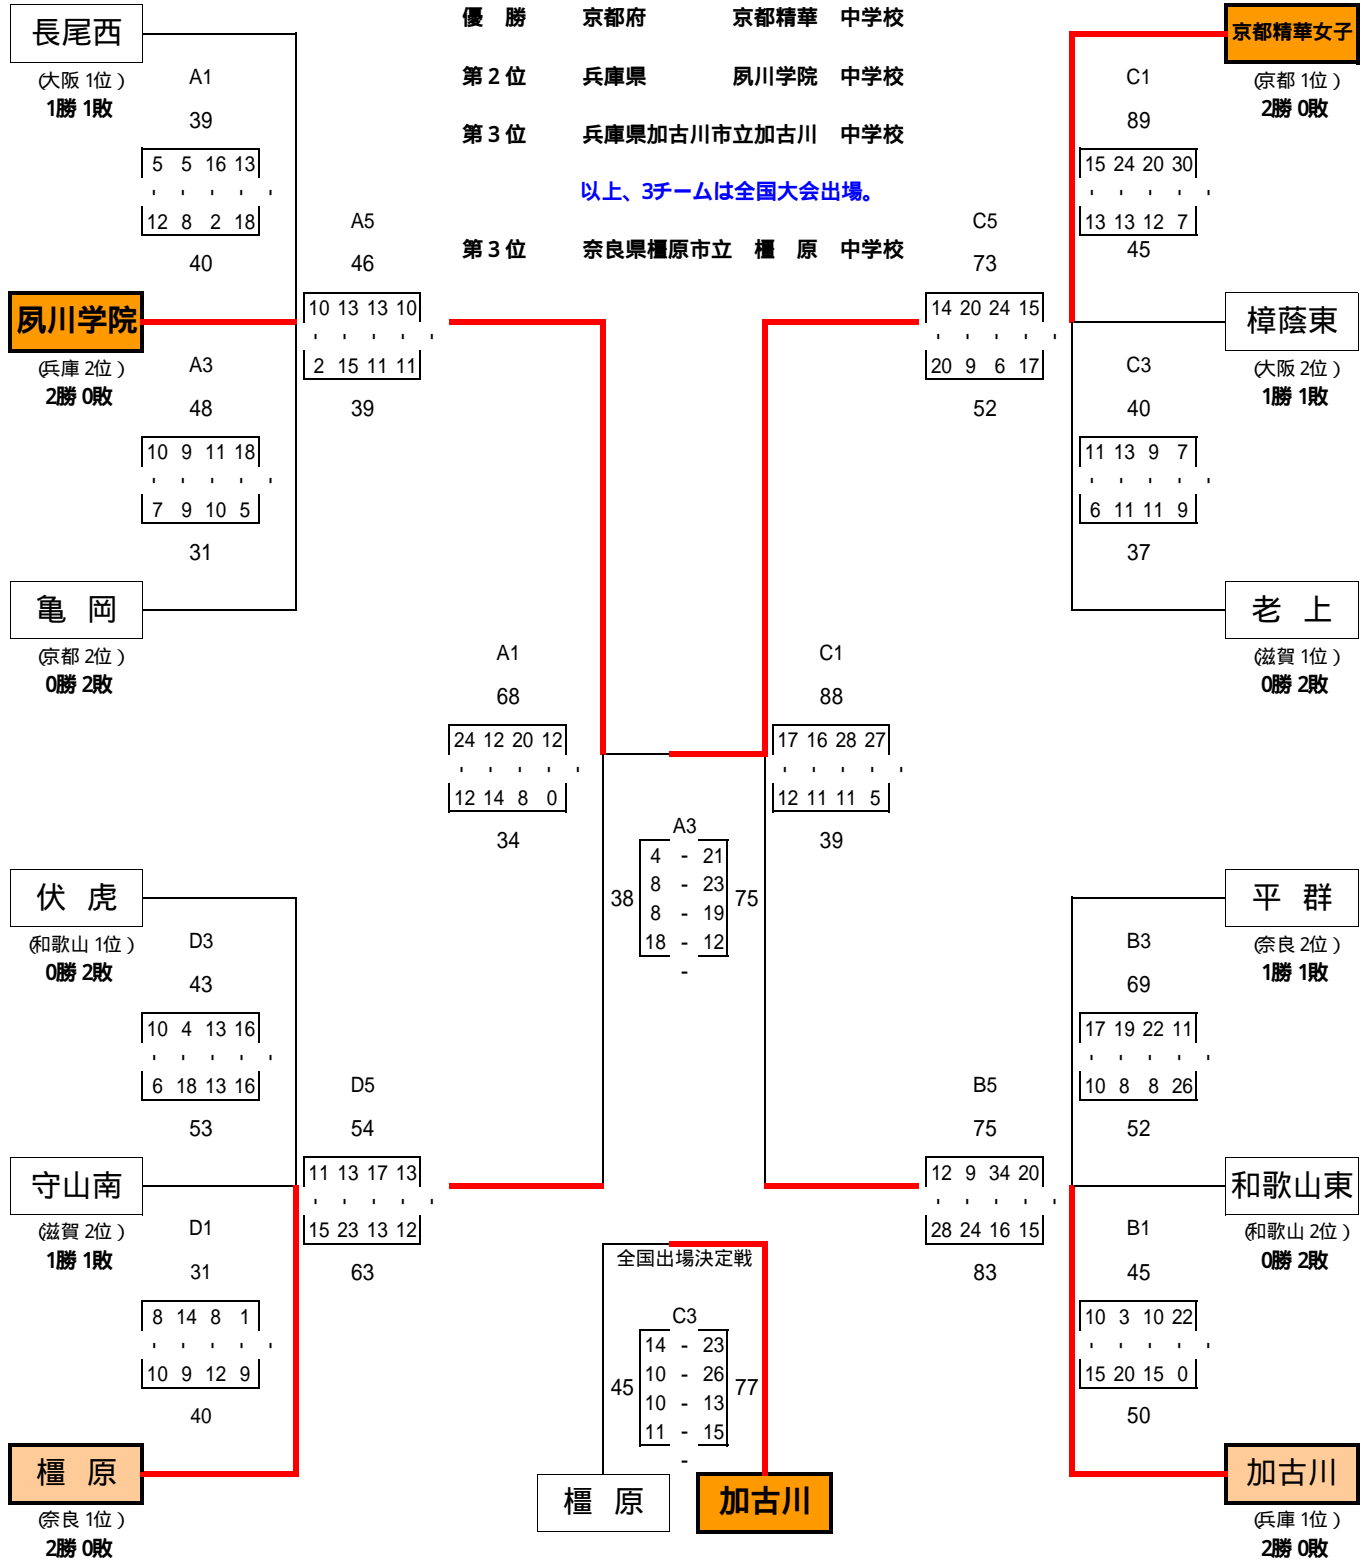 優 勝 京都府 京都精華 中学校
第2位 兵庫県 夙川学院 中学校
第3位 兵庫県加古川市立加古川 中学校
以上、3チームは全国大会出場。
第3位 奈良県橿原市立 橿 原 中学校
長尾西
(大阪 1位)
1勝 1敗
A1
39
5 5 16 13
- - - - -
12 8 2 18
40
夙川学院
(兵庫 2位)
2勝 0敗
A3
48
10 9 11 18
- - - - -
7 9 10 5
31
亀 岡
(京都 2位)
0勝 2敗
A5
46
10 13 13 10
- - - - -
2 15 11 11
39
伏 虎
(和歌山 1位)
0勝 2敗
D3
43
10 4 13 16
- - - - -
6 18 13 16
53
守山南
(滋賀 2位)
1勝 1敗
D1
31
8 14 8 1
- - - - -
10 9 12 9
40
橿 原
(奈良 1位)
2勝 0敗
D5
54
11 13 17 13
- - - - -
15 23 13 12
63
A1
68
24 12 20 12
- - - - -
12 14 8 0
34
A3
38
4 - 21
8 - 23
8 - 19
18 - 12
-
75
C1
88
17 16 28 27
- - - - -
12 11 11 5
39
全国出場決定戦
C3
45
14 - 23
10 - 26
10 - 13
11 - 15
-
77
橿 原
加古川
京都精華女子
(京都 1位)
2勝 0敗
C1
89
15 24 20 30
- - - - -
13 13 12 7
45
樟蔭東
(大阪 2位)
1勝 1敗
C3
40
11 13 9 7
- - - - -
6 11 11 9
37
老 上
(滋賀 1位)
0勝 2敗
C5
73
14 20 24 15
- - - - -
20 9 6 17
52
平 群
(奈良 2位)
1勝 1敗
B3
69
17 19 22 11
- - - - -
10 8 8 26
52
和歌山東
(和歌山 2位)
0勝 2敗
B1
45
10 3 10 22
- - - - -
15 20 15 0
50
加古川
(兵庫 1位)
2勝 0敗
B5
75
12 9 34 20
- - - - -
28 24 16 15
83